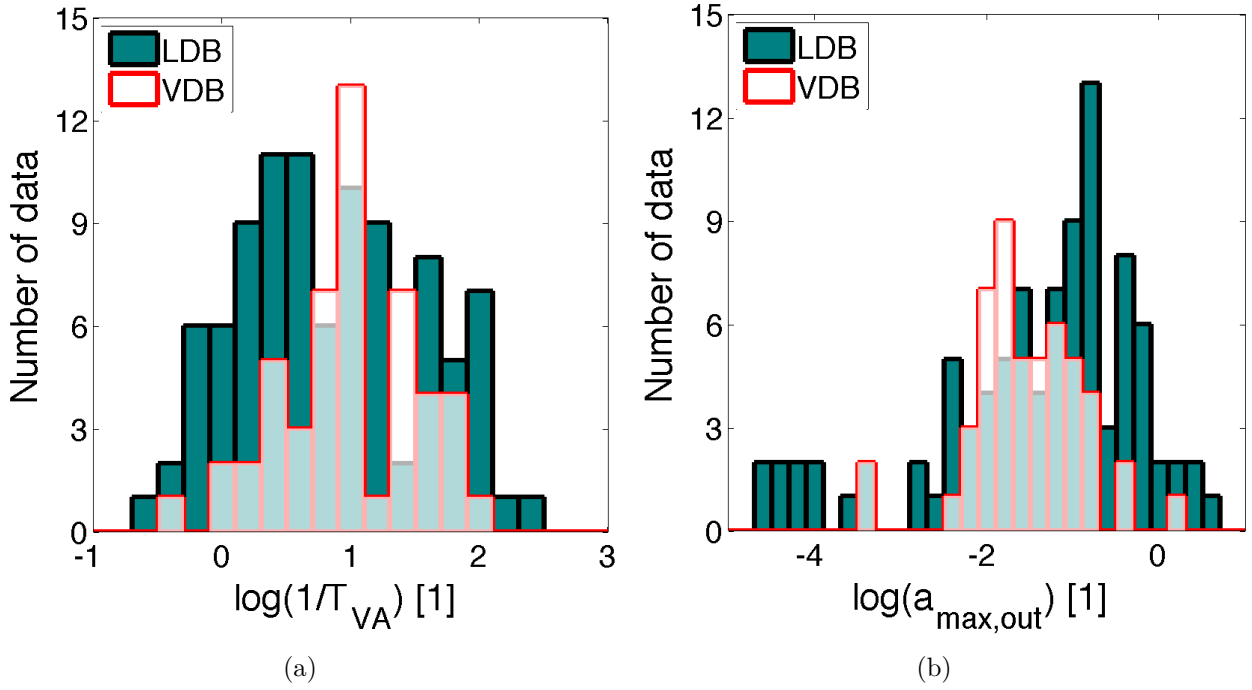 15
12
9
6
3
0
-1
0
1
2
3
Number of data
log(1/T_VA) [1]
LDB
VDB
(a)
15
12
9
6
3
0
-4
-2
0
Number of data
log(a_max,out) [1]
LDB
VDB
(b)